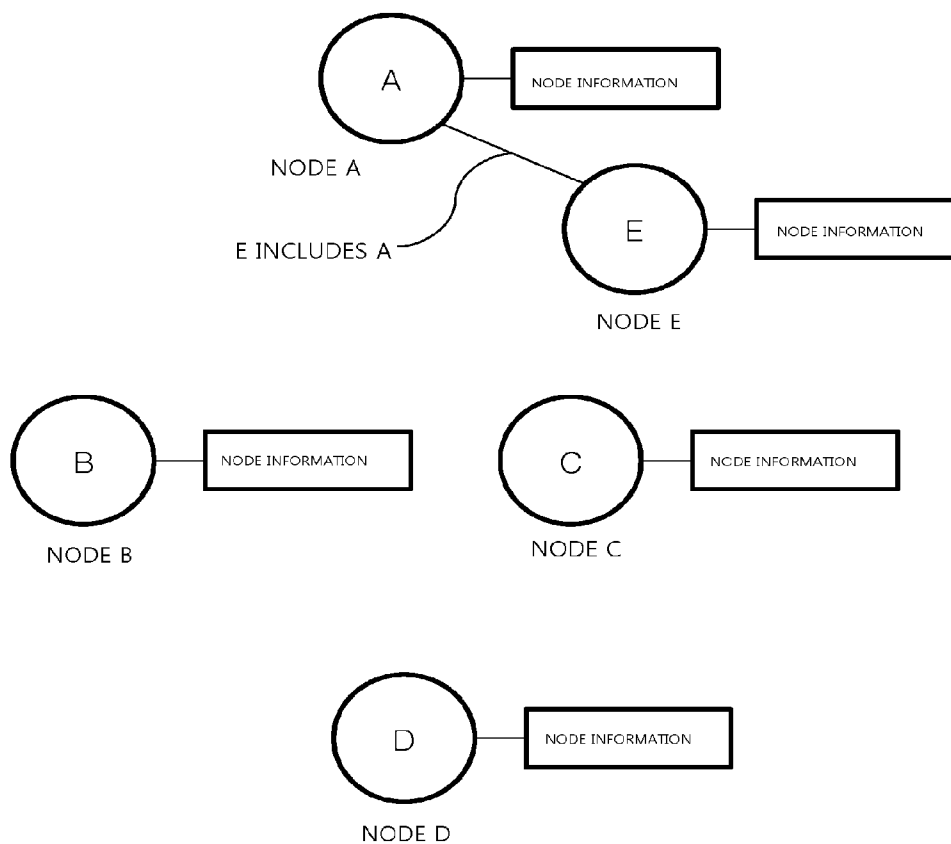 A
NODE INFORMATION
NODE A
E INCLUDES A
E
NODE INFORMATION
NODE E
B
NODE INFORMATION
NODE B
C
NODE INFORMATION
NODE C
D
NODE INFORMATION
NODE D